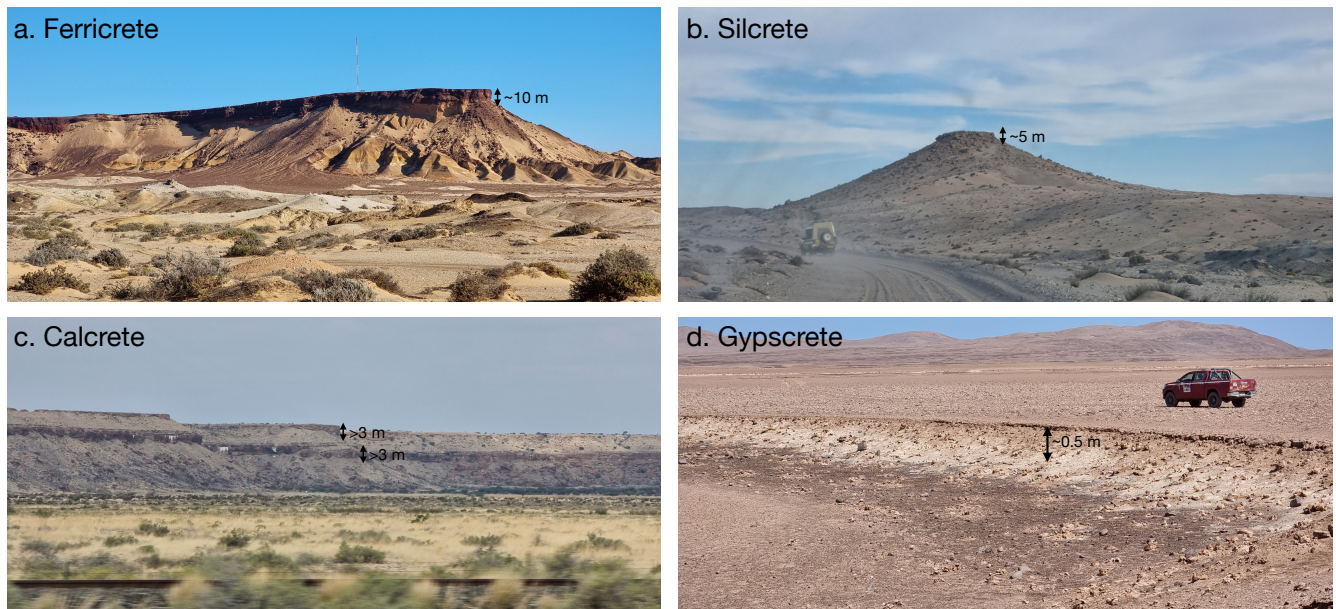 a. Ferricrete
~10 m
b. Silcrete
~5 m
c. Calcrete
>3 m
>3 m
d. Gypscrete
~0.5 m